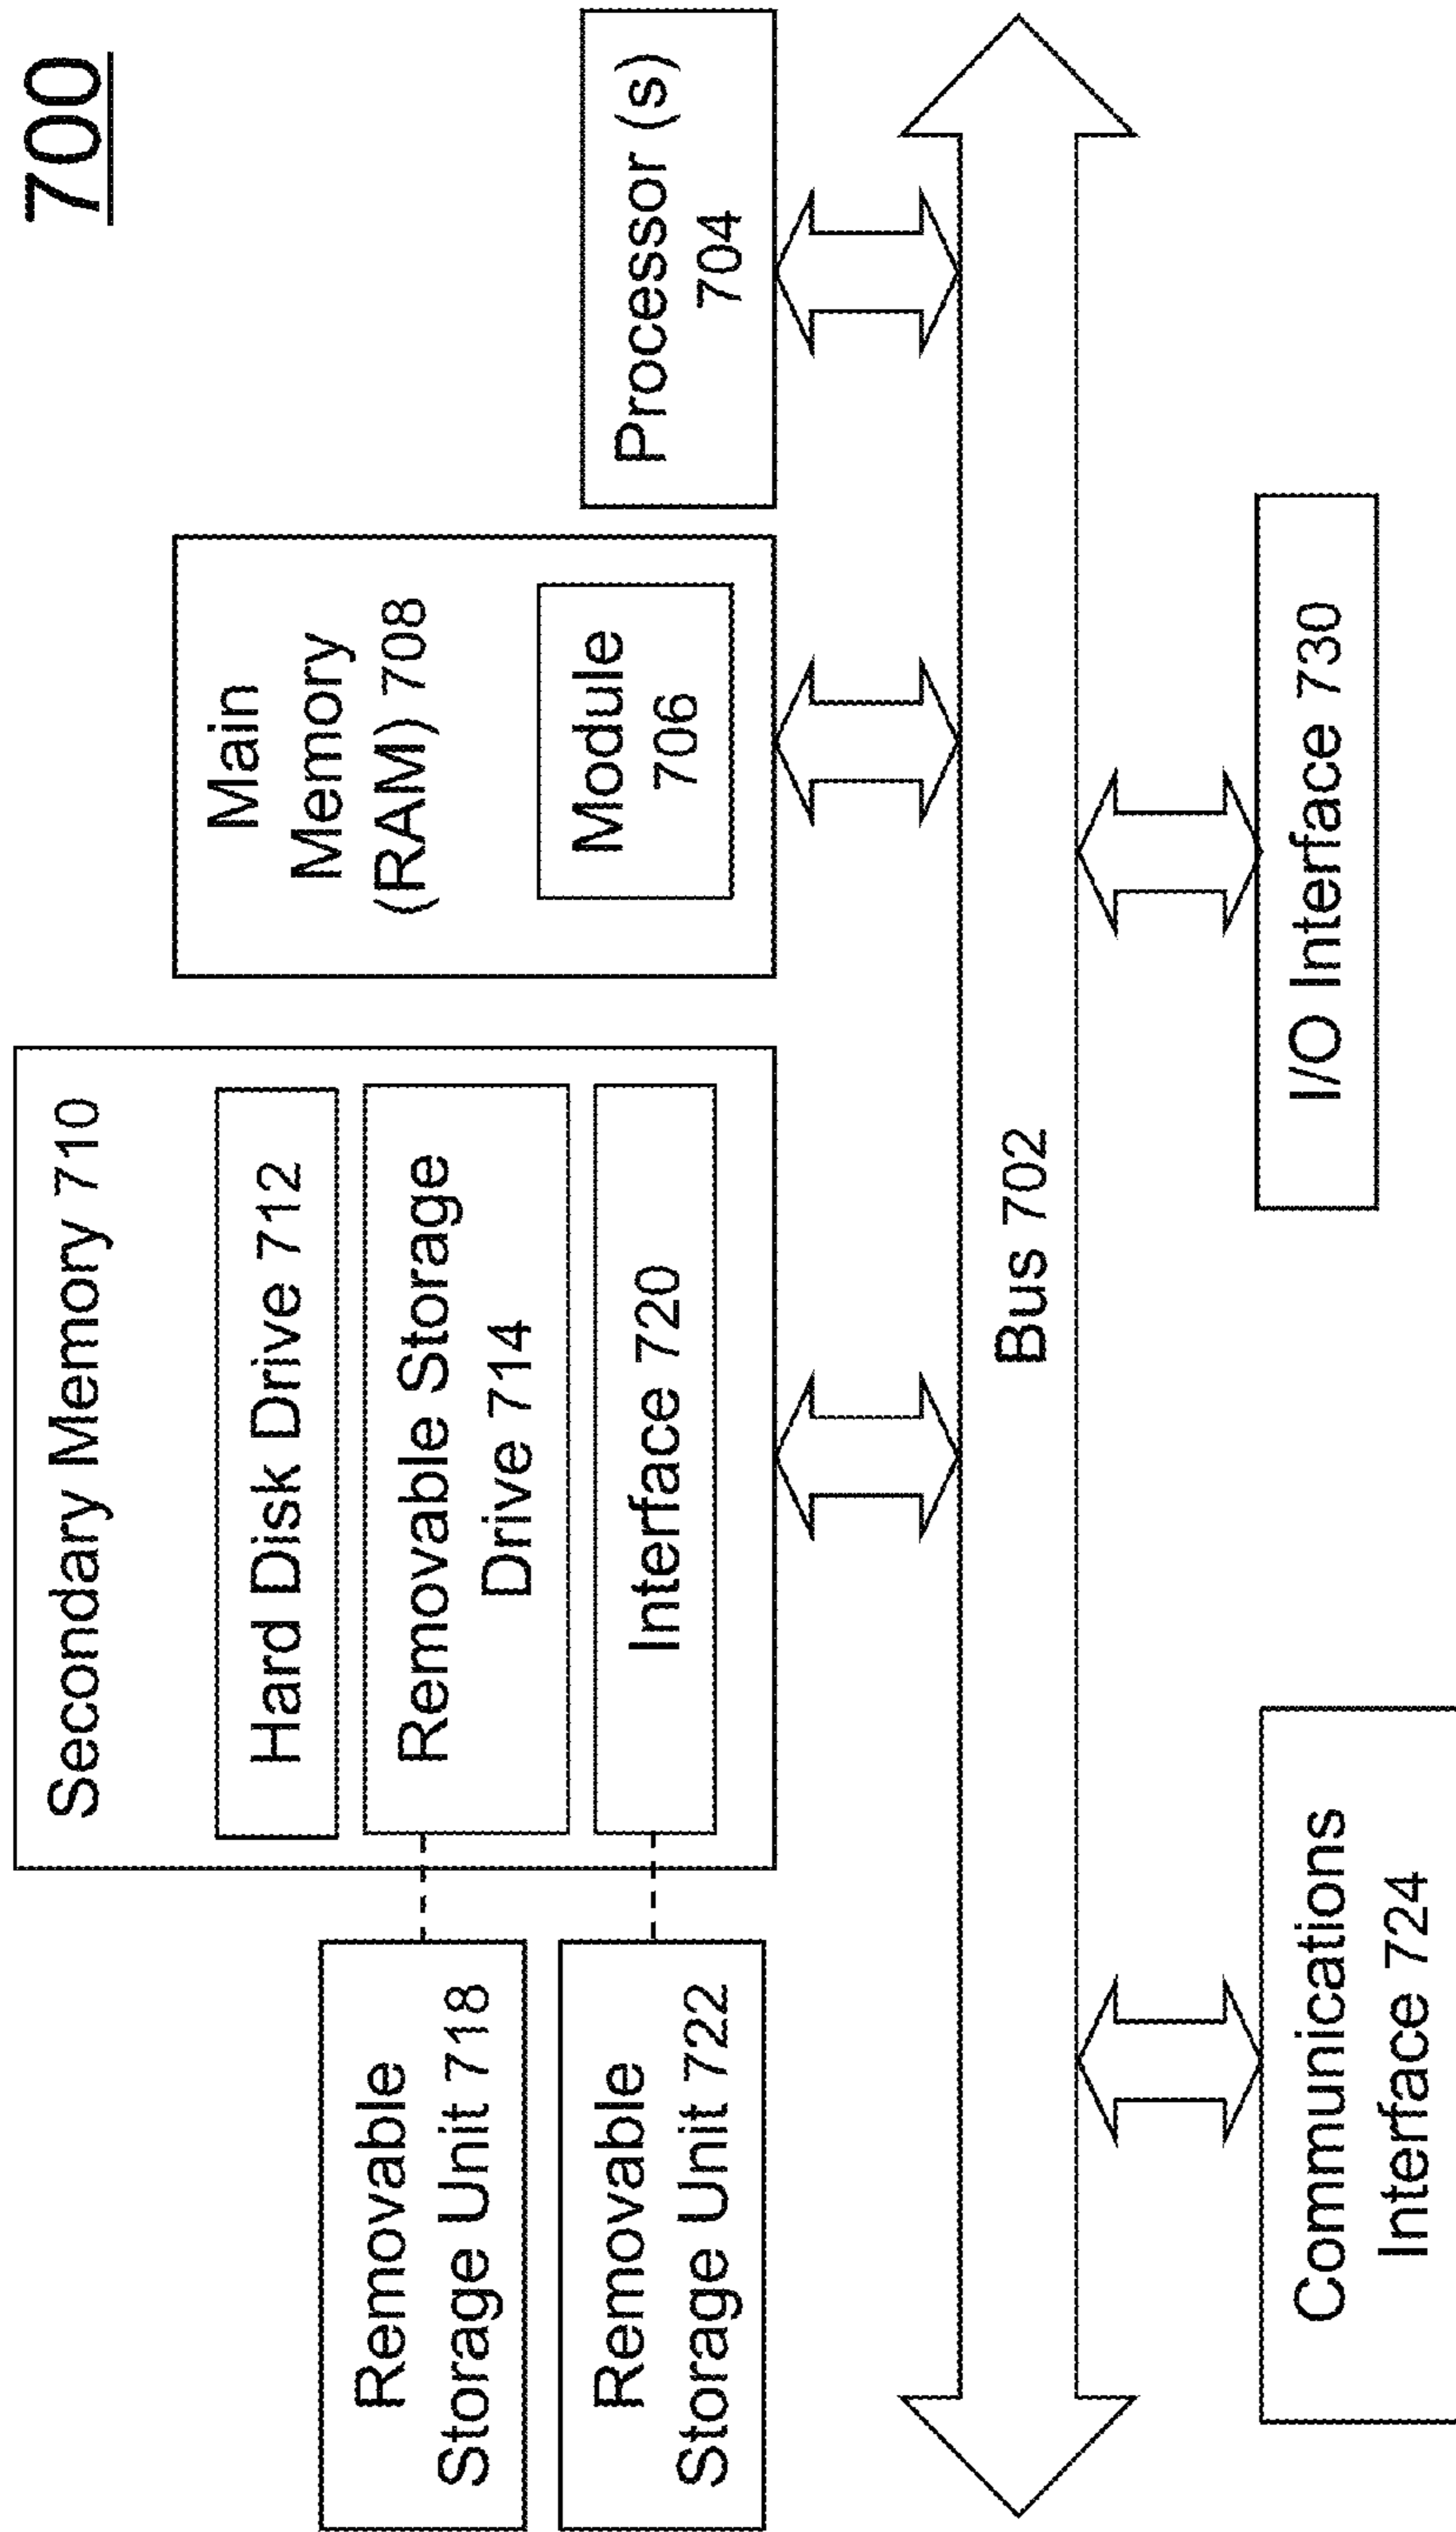 700
Removable
Storage Unit 718
Removable
Storage Unit 722
Secondary Memory 710
Hard Disk Drive 712
Removable Storage
Drive 714
Interface 720
Main
Memory
(RAM) 708
Module
706
Processor (s)
704
Bus 702
Communications
Interface 724
I/O Interface 730